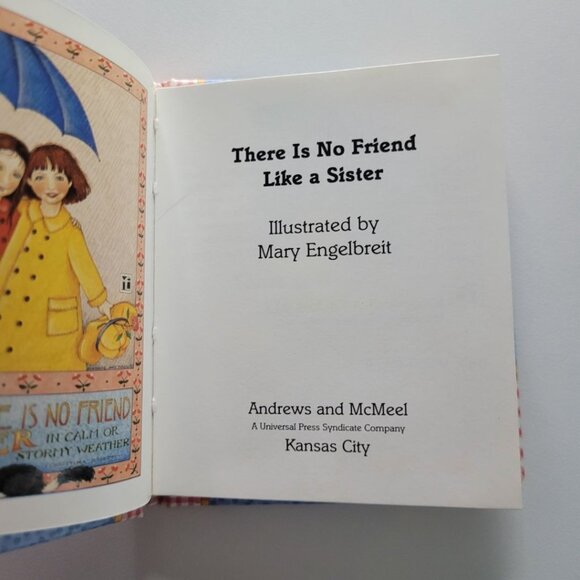 E IS NO FRIEND
ER IN CALM OR
STORMY WEATHER
There Is No Friend
Like a Sister
Illustrated by
Mary Engelbreit
Andrews and McMeel
A Universal Press Syndicate Company
Kansas City